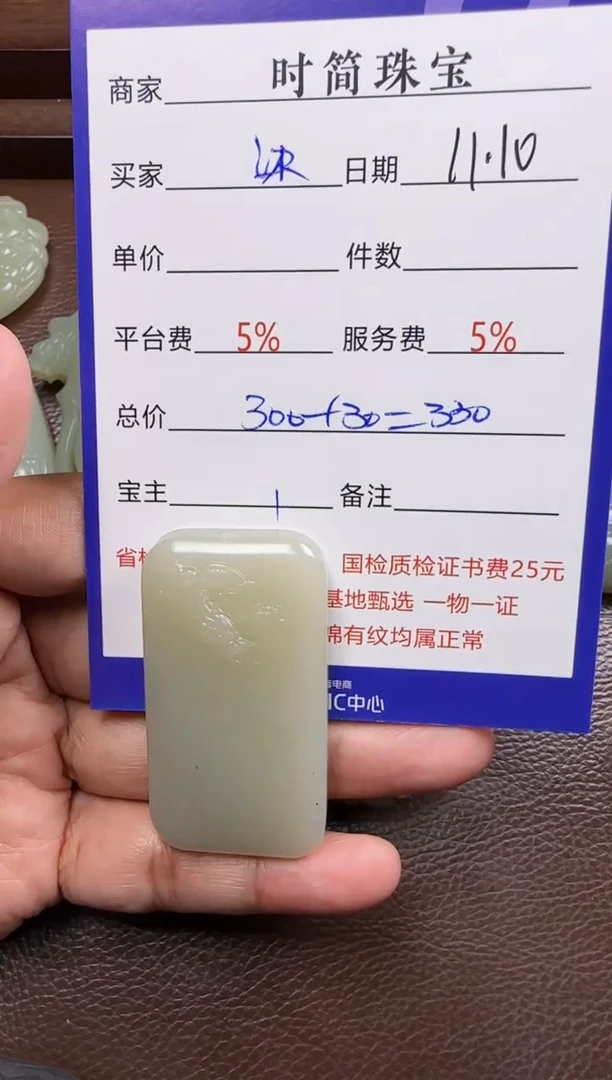 商家 时简珠宝
买家 日期 11.10
单价 件数
平台费 5% 服务费 5%
总价 300+30=330
宝主 1 备注
省 国检质检证书费25元
基地甄选 一物一证
棉有纹均属正常
电商
IC中心